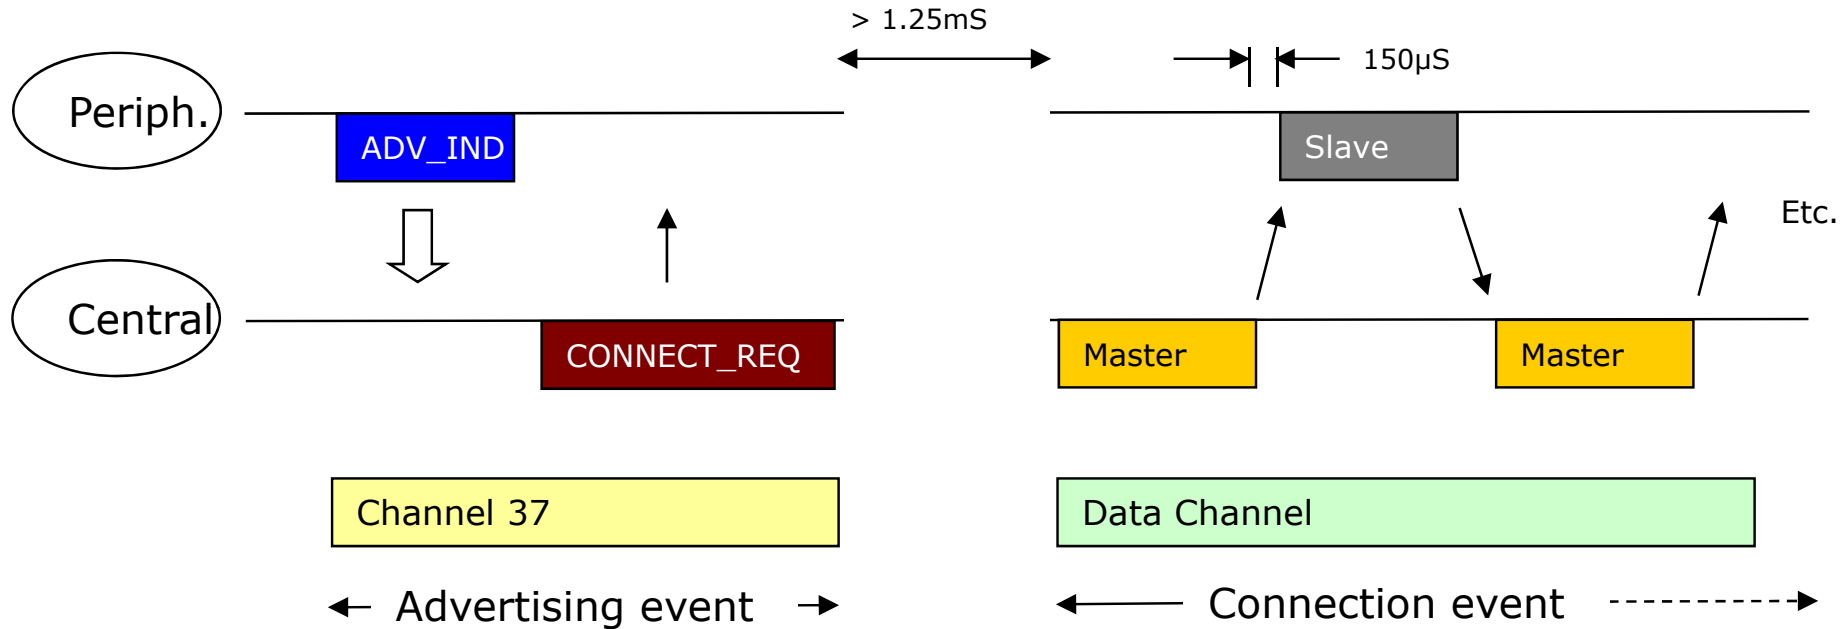 > 1.25mS
150µS
Periph.
ADV_IND
Slave
Etc.
Central
CONNECT_REQ
Master
Master
Channel 37
Data Channel
Advertising event
Connection event